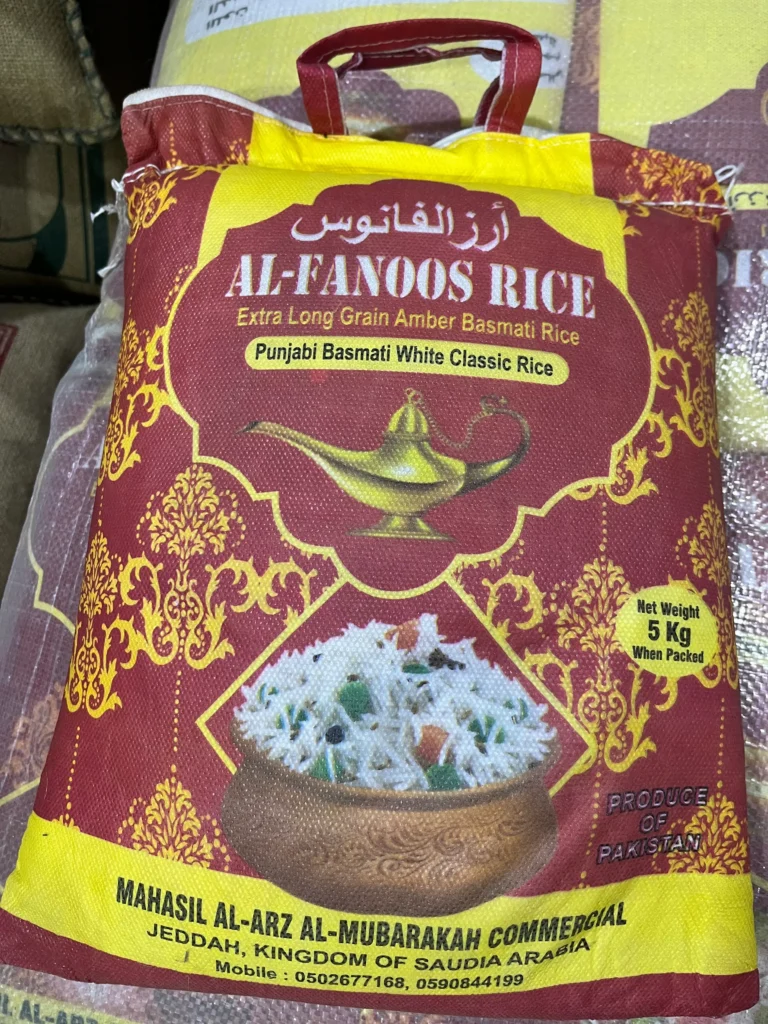 أرز الفانوس
AL-FANOOS RICE
Extra Long Grain Amber Basmati Rice
Punjabi Basmati White Classic Rice
Net Weight
5 Kg
When Packed
PRODUCE
OF
PAKISTAN
MAHASIL AL-ARZ AL-MUBARAKAH COMMERCIAL
JEDDAH, KINGDOM OF SAUDIA ARABIA
Mobile : 0502677168, 0590844199
AL-ARZ